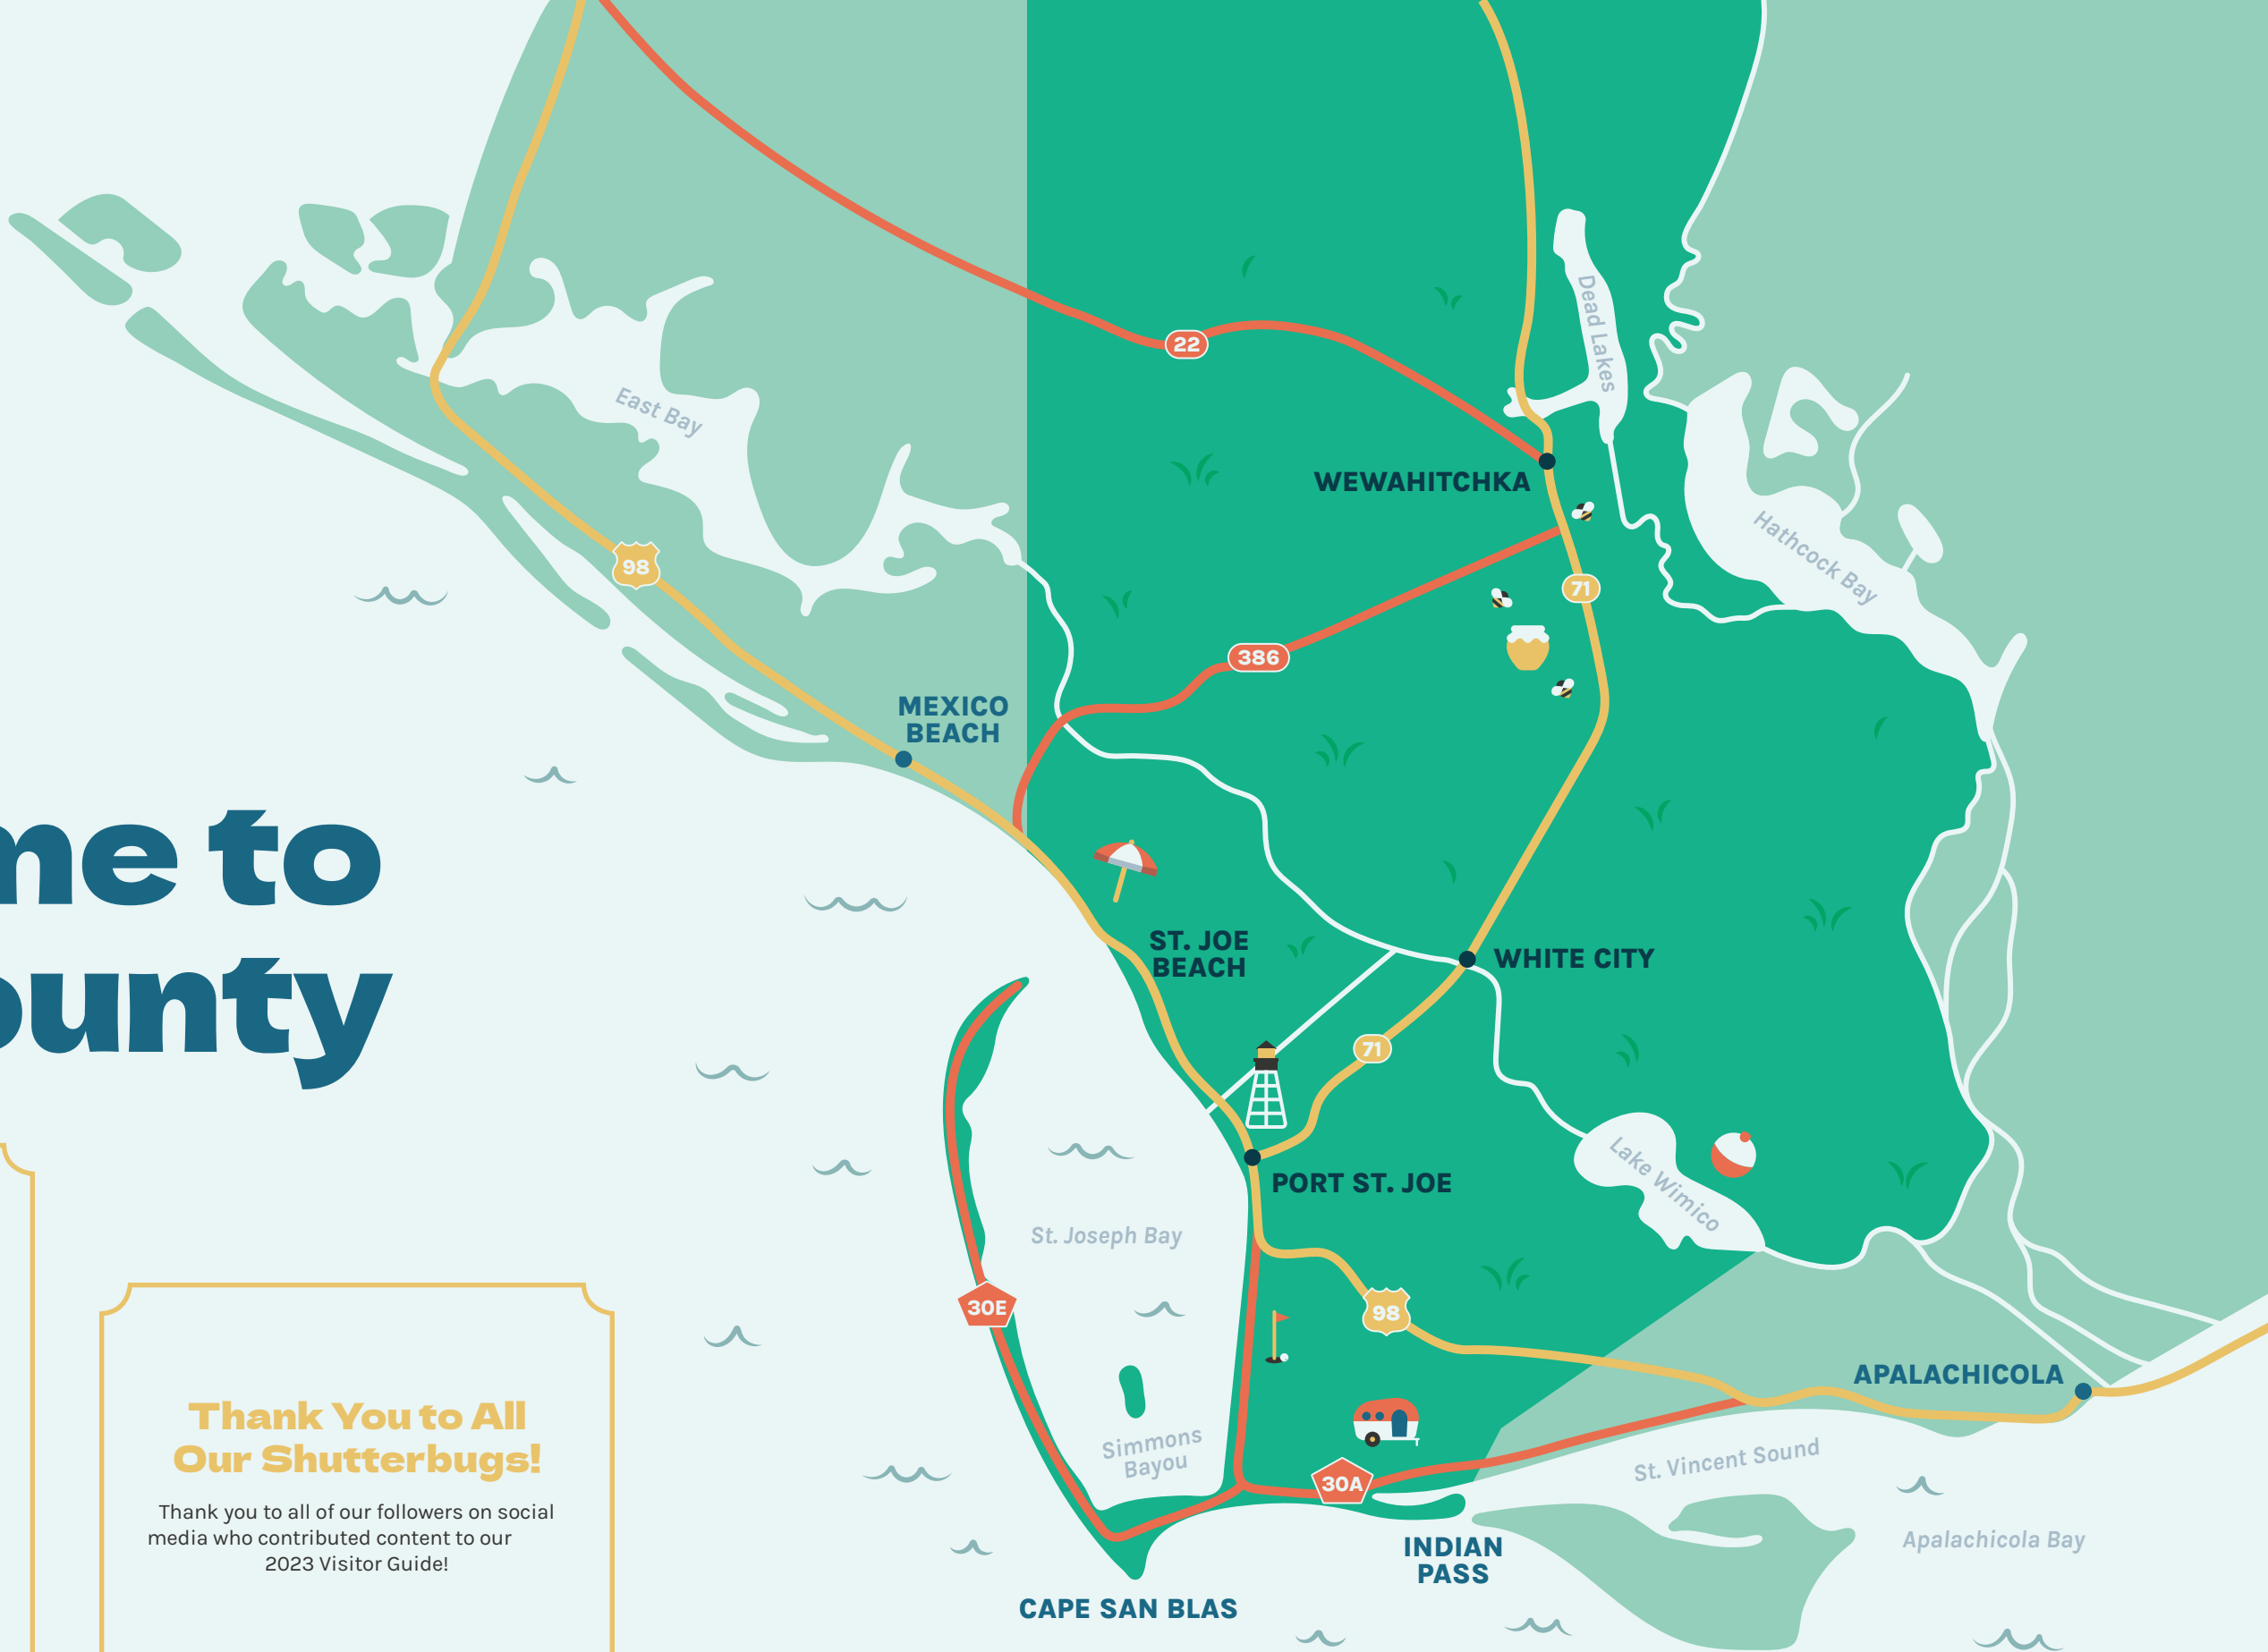 me to
ounty
Thank You to All
Our Shutterbugs!
Thank you to all of our followers on social
media who contributed content to our
2023 Visitor Guide!
22
Dead Lakes
East Bay
WEWAHITCHKA
98
Hathcock Bay
71
386
MEXICO
BEACH
ST. JOE
BEACH
WHITE CITY
71
Lake Wimico
PORT ST. JOE
St. Joseph Bay
30E
98
APALACHICOLA
Simmons
Bayou
30A
St. Vincent Sound
INDIAN
PASS
Apalachicola Bay
CAPE SAN BLAS